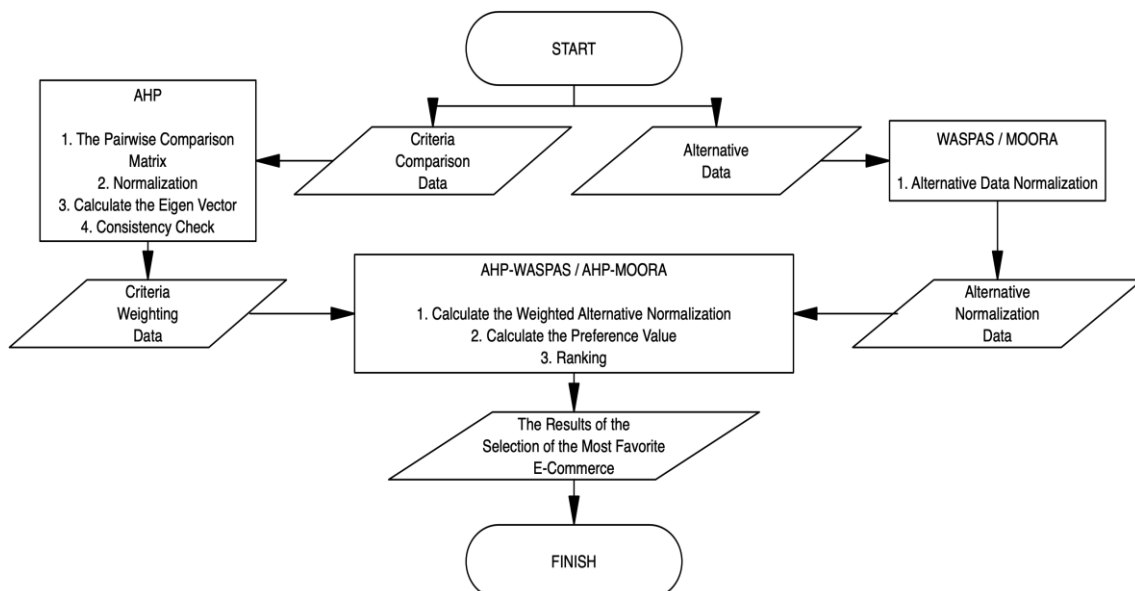 START
AHP
1. The Pairwise Comparison
Matrix
2. Normalization
3. Calculate the Eigen Vector
4. Consistency Check
Criteria
Comparison
Data
Alternative
Data
WASPAS / MOORA
1. Alternative Data Normalization
Criteria
Weighting
Data
AHP-WASPAS / AHP-MOORA
1. Calculate the Weighted Alternative Normalization
2. Calculate the Preference Value
3. Ranking
Alternative
Normalization
Data
The Results of the
Selection of the Most Favorite
E-Commerce
FINISH